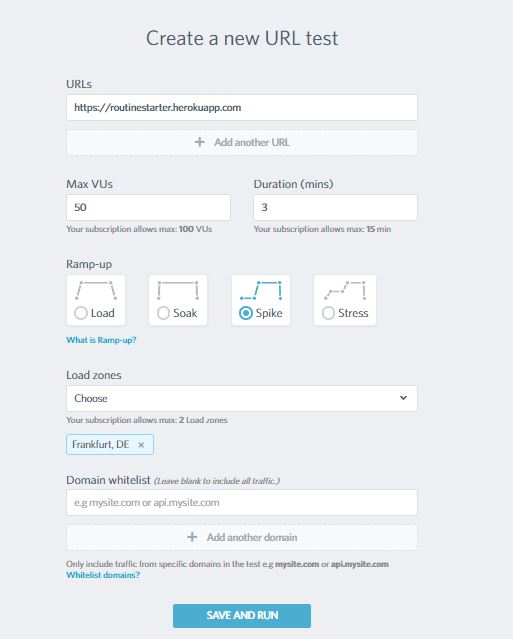 Create a new URL test
URLs
https://routinestarter.herokuapp.com
+ Add another URL
Max VUs
Duration (mins)
50
3
Your subscription allows max: 100 VUs
Your subscription allows max: 15 min
Ramp-up
Load
Soak
Spike
Stress
What is Ramp-up?
Load zones
Choose
Your subscription allows max: 2 Load zones
Frankfurt, DE ×
Domain whitelist (Leave blank to include all traffic.)
e.g mysite.com or api.mysite.com
+ Add another domain
Only include traffic from specific domains in the test e.g mysite.com or api.mysite.com
Whitelist domains?
SAVE AND RUN